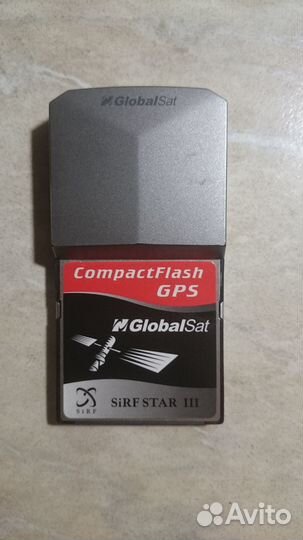 GlobalSat
CompactFlash
GPS
GlobalSat
SiRF
SiRF STAR III
Avito